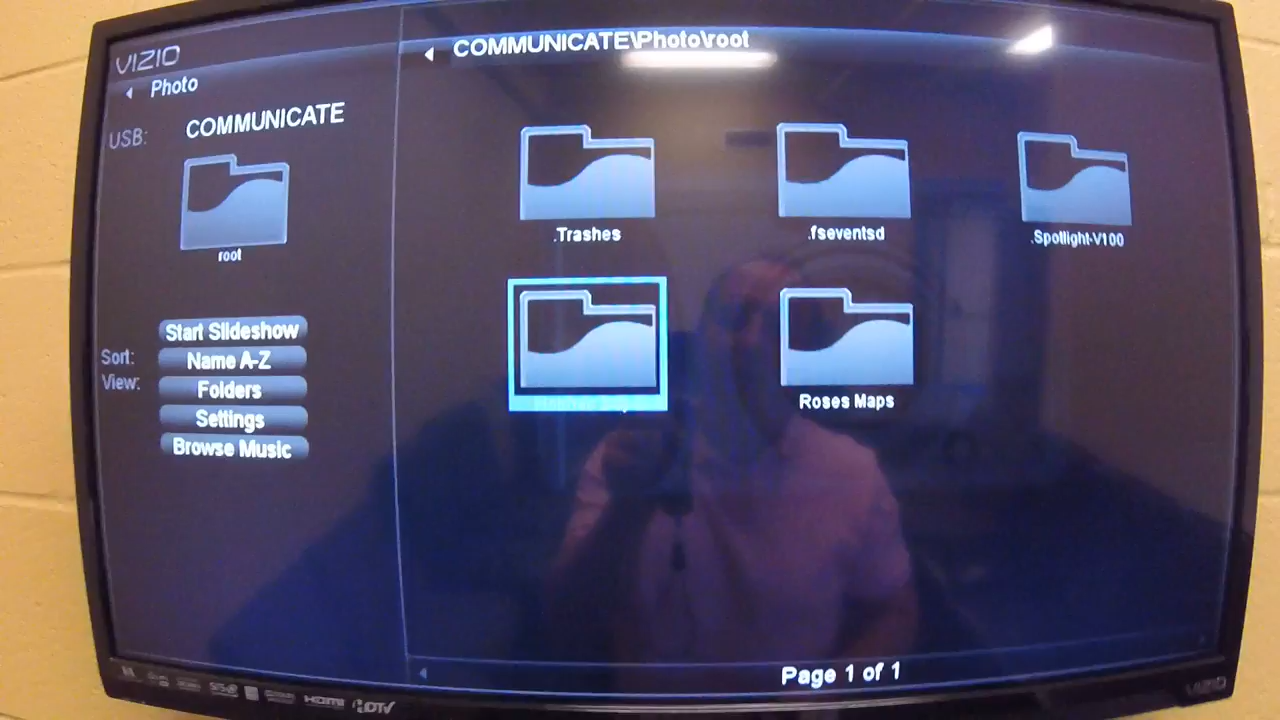 VIZIO
Photo
USB: COMMUNICATE
root
Start Slideshow
Sort: Name A-Z
View: Folders
Settings
Browse Music
COMMUNICATE\Photo\root
.Trashes
.fseventsd
.Spotlight-V100
Roses Maps
Page 1 of 1
HDMI
HDTV
VIZIO